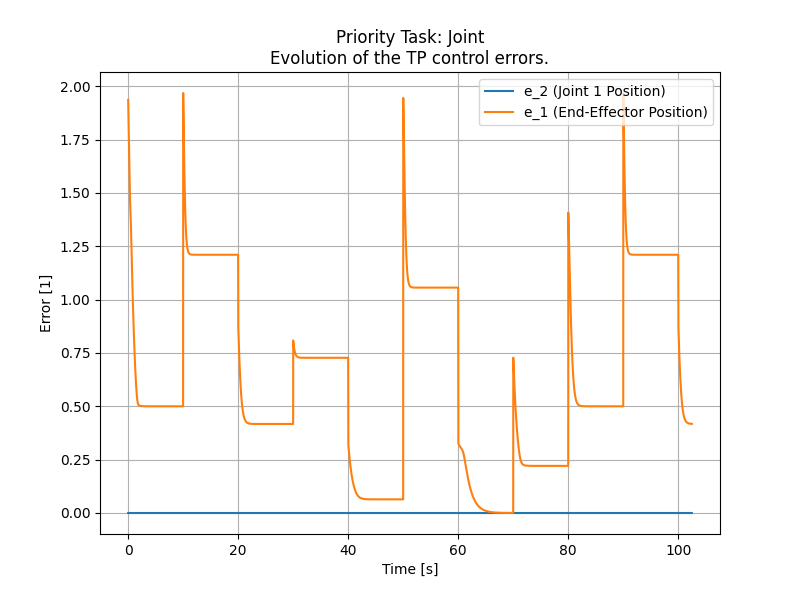 Priority Task: Joint
Evolution of the TP control errors.
e_2 (Joint 1 Position)
e_1 (End-Effector Position)
Error [1]
2.00
1.75
1.50
1.25
1.00
0.75
0.50
0.25
0.00
0 20 40 60 80 100
Time [s]